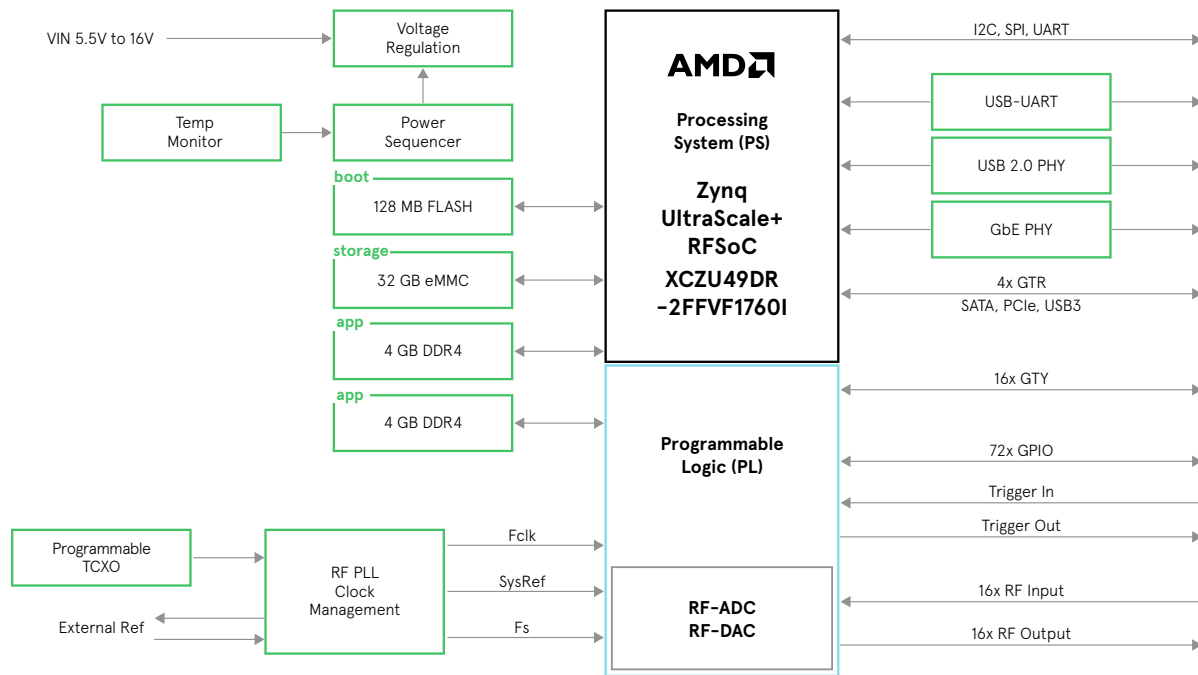 VIN 5.5V to 16V
Voltage
Regulation
Temp
Monitor
Power
Sequencer
boot
128 MB FLASH
storage
32 GB eMMC
app
4 GB DDR4
app
4 GB DDR4
Programmable
TCXO
External Ref
RF PLL
Clock
Management
Fclk
SysRef
Fs
AMD
Processing
System (PS)
Zynq
UltraScale+
RFSoC
XCZU49DR
-2FFVF1760I
Programmable
Logic (PL)
RF-ADC
RF-DAC
I2C, SPI, UART
USB-UART
USB 2.0 PHY
GbE PHY
4x GTR
SATA, PCIe, USB3
16x GTY
72x GPIO
Trigger In
Trigger Out
16x RF Input
16x RF Output